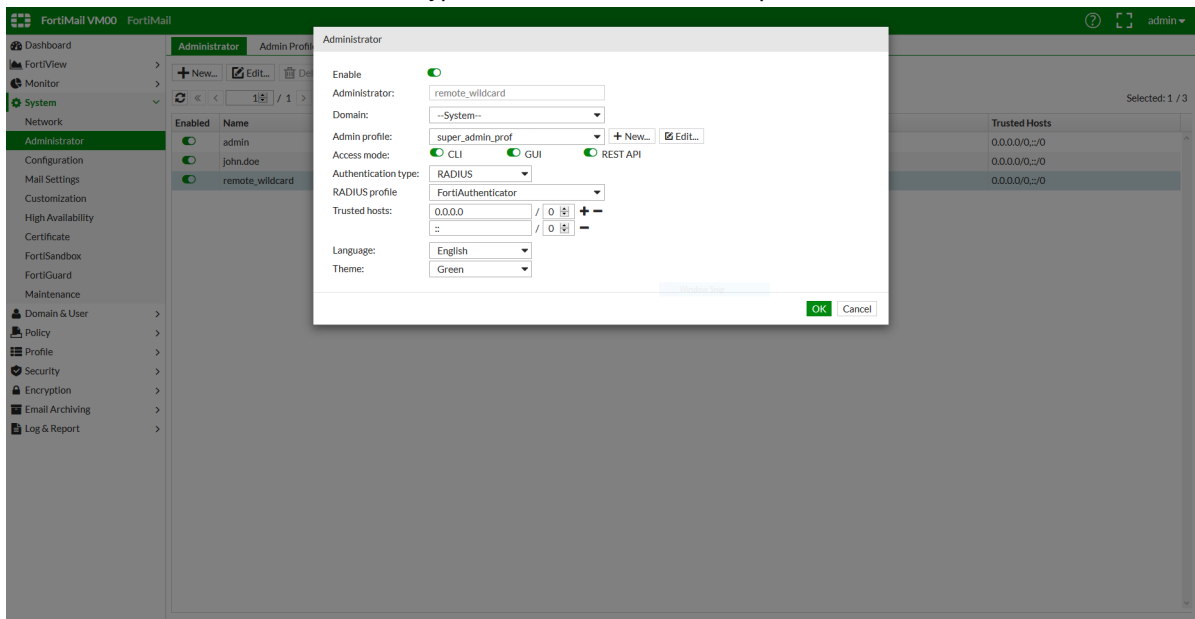 FortiMail VM00 FortiMail
admin
Dashboard
FortiView
Monitor
System
Network
Administrator
Configuration
Mail Settings
Customization
High Availability
Certificate
FortiSandbox
FortiGuard
Maintenance
Domain & User
Policy
Profile
Security
Encryption
Email Archiving
Log & Report
Administrator Admin Profile
New... Edit...
1 / 1
Selected: 1 / 3
Enabled Name Trusted Hosts
admin 0.0.0.0/0,::/0
john.doe 0.0.0.0/0,::/0
remote_wildcard 0.0.0.0/0,::/0
Administrator
Enable
Administrator: remote_wildcard
Domain: --System--
Admin profile: super_admin_prof New... Edit...
Access mode: CLI GUI REST API
Authentication type: RADIUS
RADIUS profile FortiAuthenticator
Trusted hosts: 0.0.0.0 / 0
:: / 0
Language: English
Theme: Green
OK Cancel